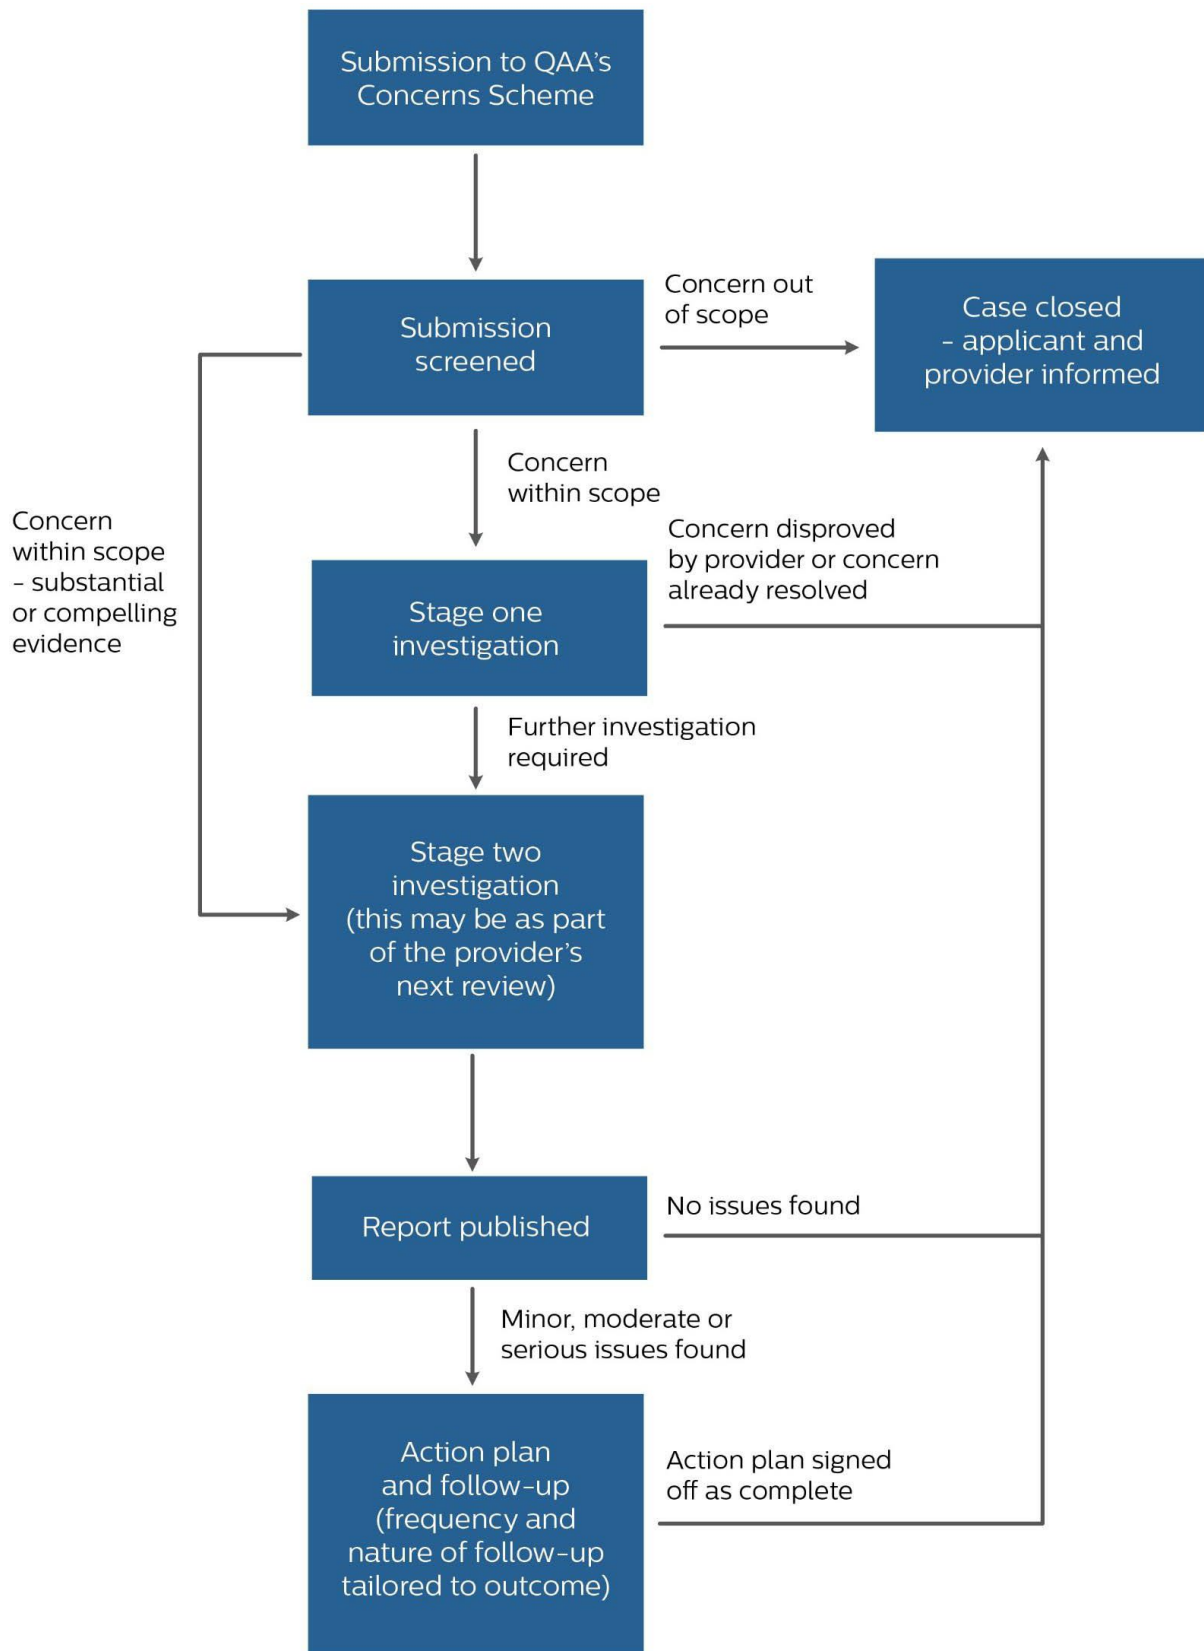 Submission to QAA's
Concerns Scheme
Submission
screened
Concern out
of scope
Case closed
- applicant and
provider informed
Concern
within scope
Concern
within scope
- substantial
or compelling
evidence
Stage one
investigation
Concern disproved
by provider or concern
already resolved
Further investigation
required
Stage two
investigation
(this may be as part
of the provider's
next review)
Report published
No issues found
Minor, moderate or
serious issues found
Action plan
and follow-up
(frequency and
nature of follow-up
tailored to outcome)
Action plan signed
off as complete